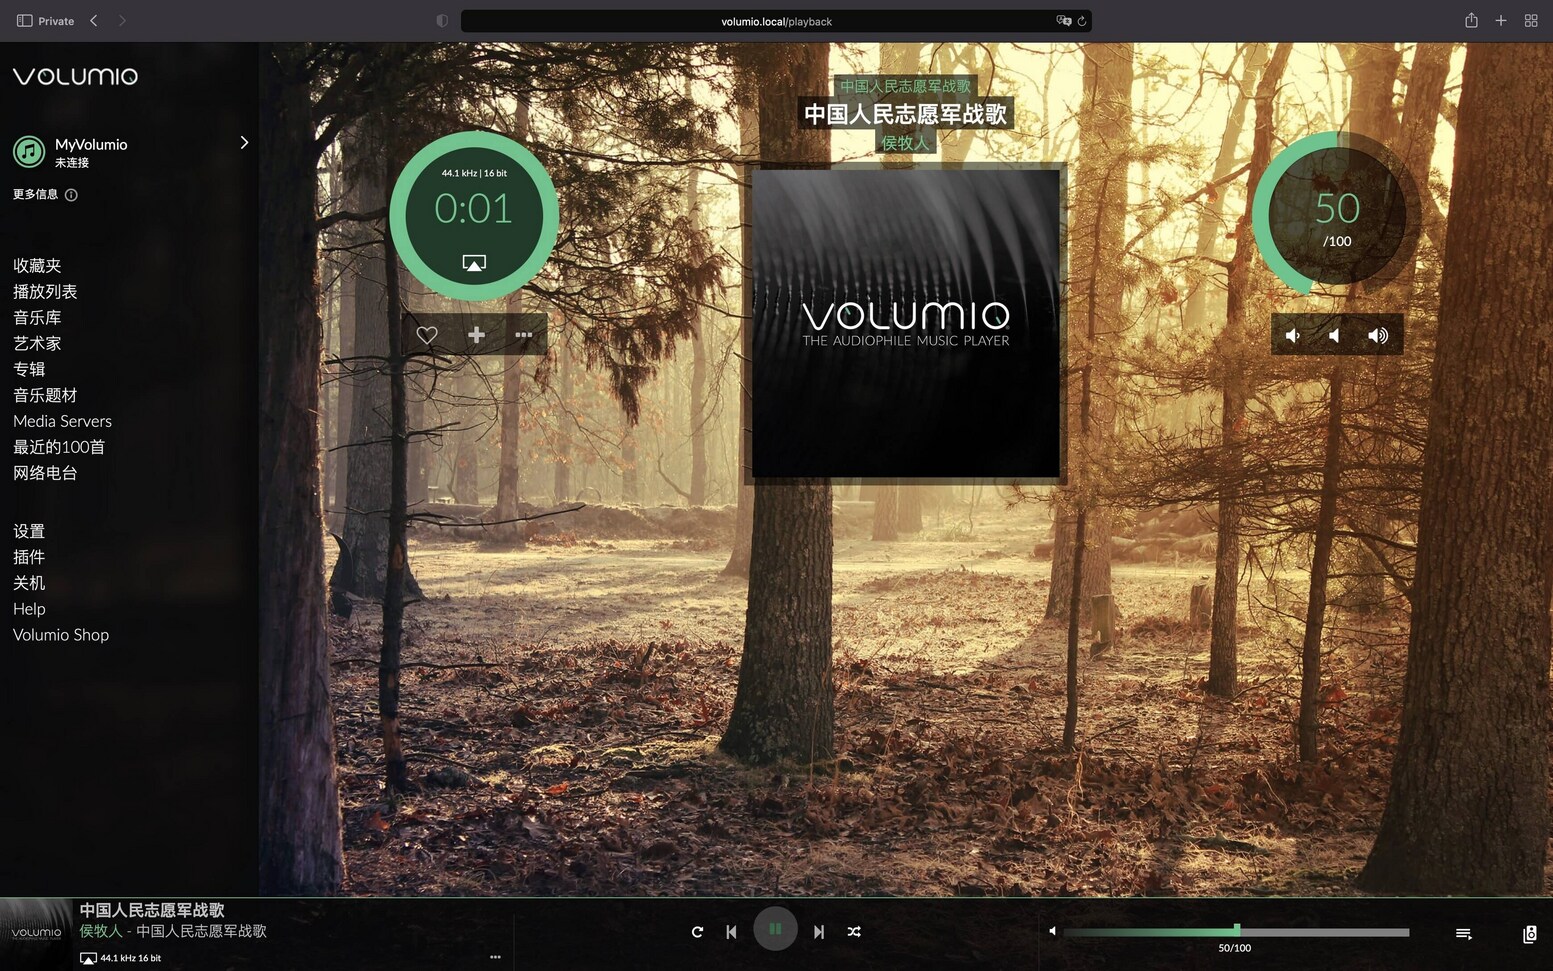 Private
volumio.local/playback
VOLUMIO
MyVolumio
未连接
更多信息
收藏夹
播放列表
音乐库
艺术家
专辑
音乐题材
Media Servers
最近的100首
网络电台
设置
插件
关机
Help
Volumio Shop
44.1 kHz | 16 bit
0:01
中国人民志愿军战歌
中国人民志愿军战歌
侯牧人
VOLUMIO
THE AUDIOPHILE MUSIC PLAYER
50
/100
VOLUMIO
中国人民志愿军战歌
侯牧人 - 中国人民志愿军战歌
44.1 kHz 16 bit
50/100